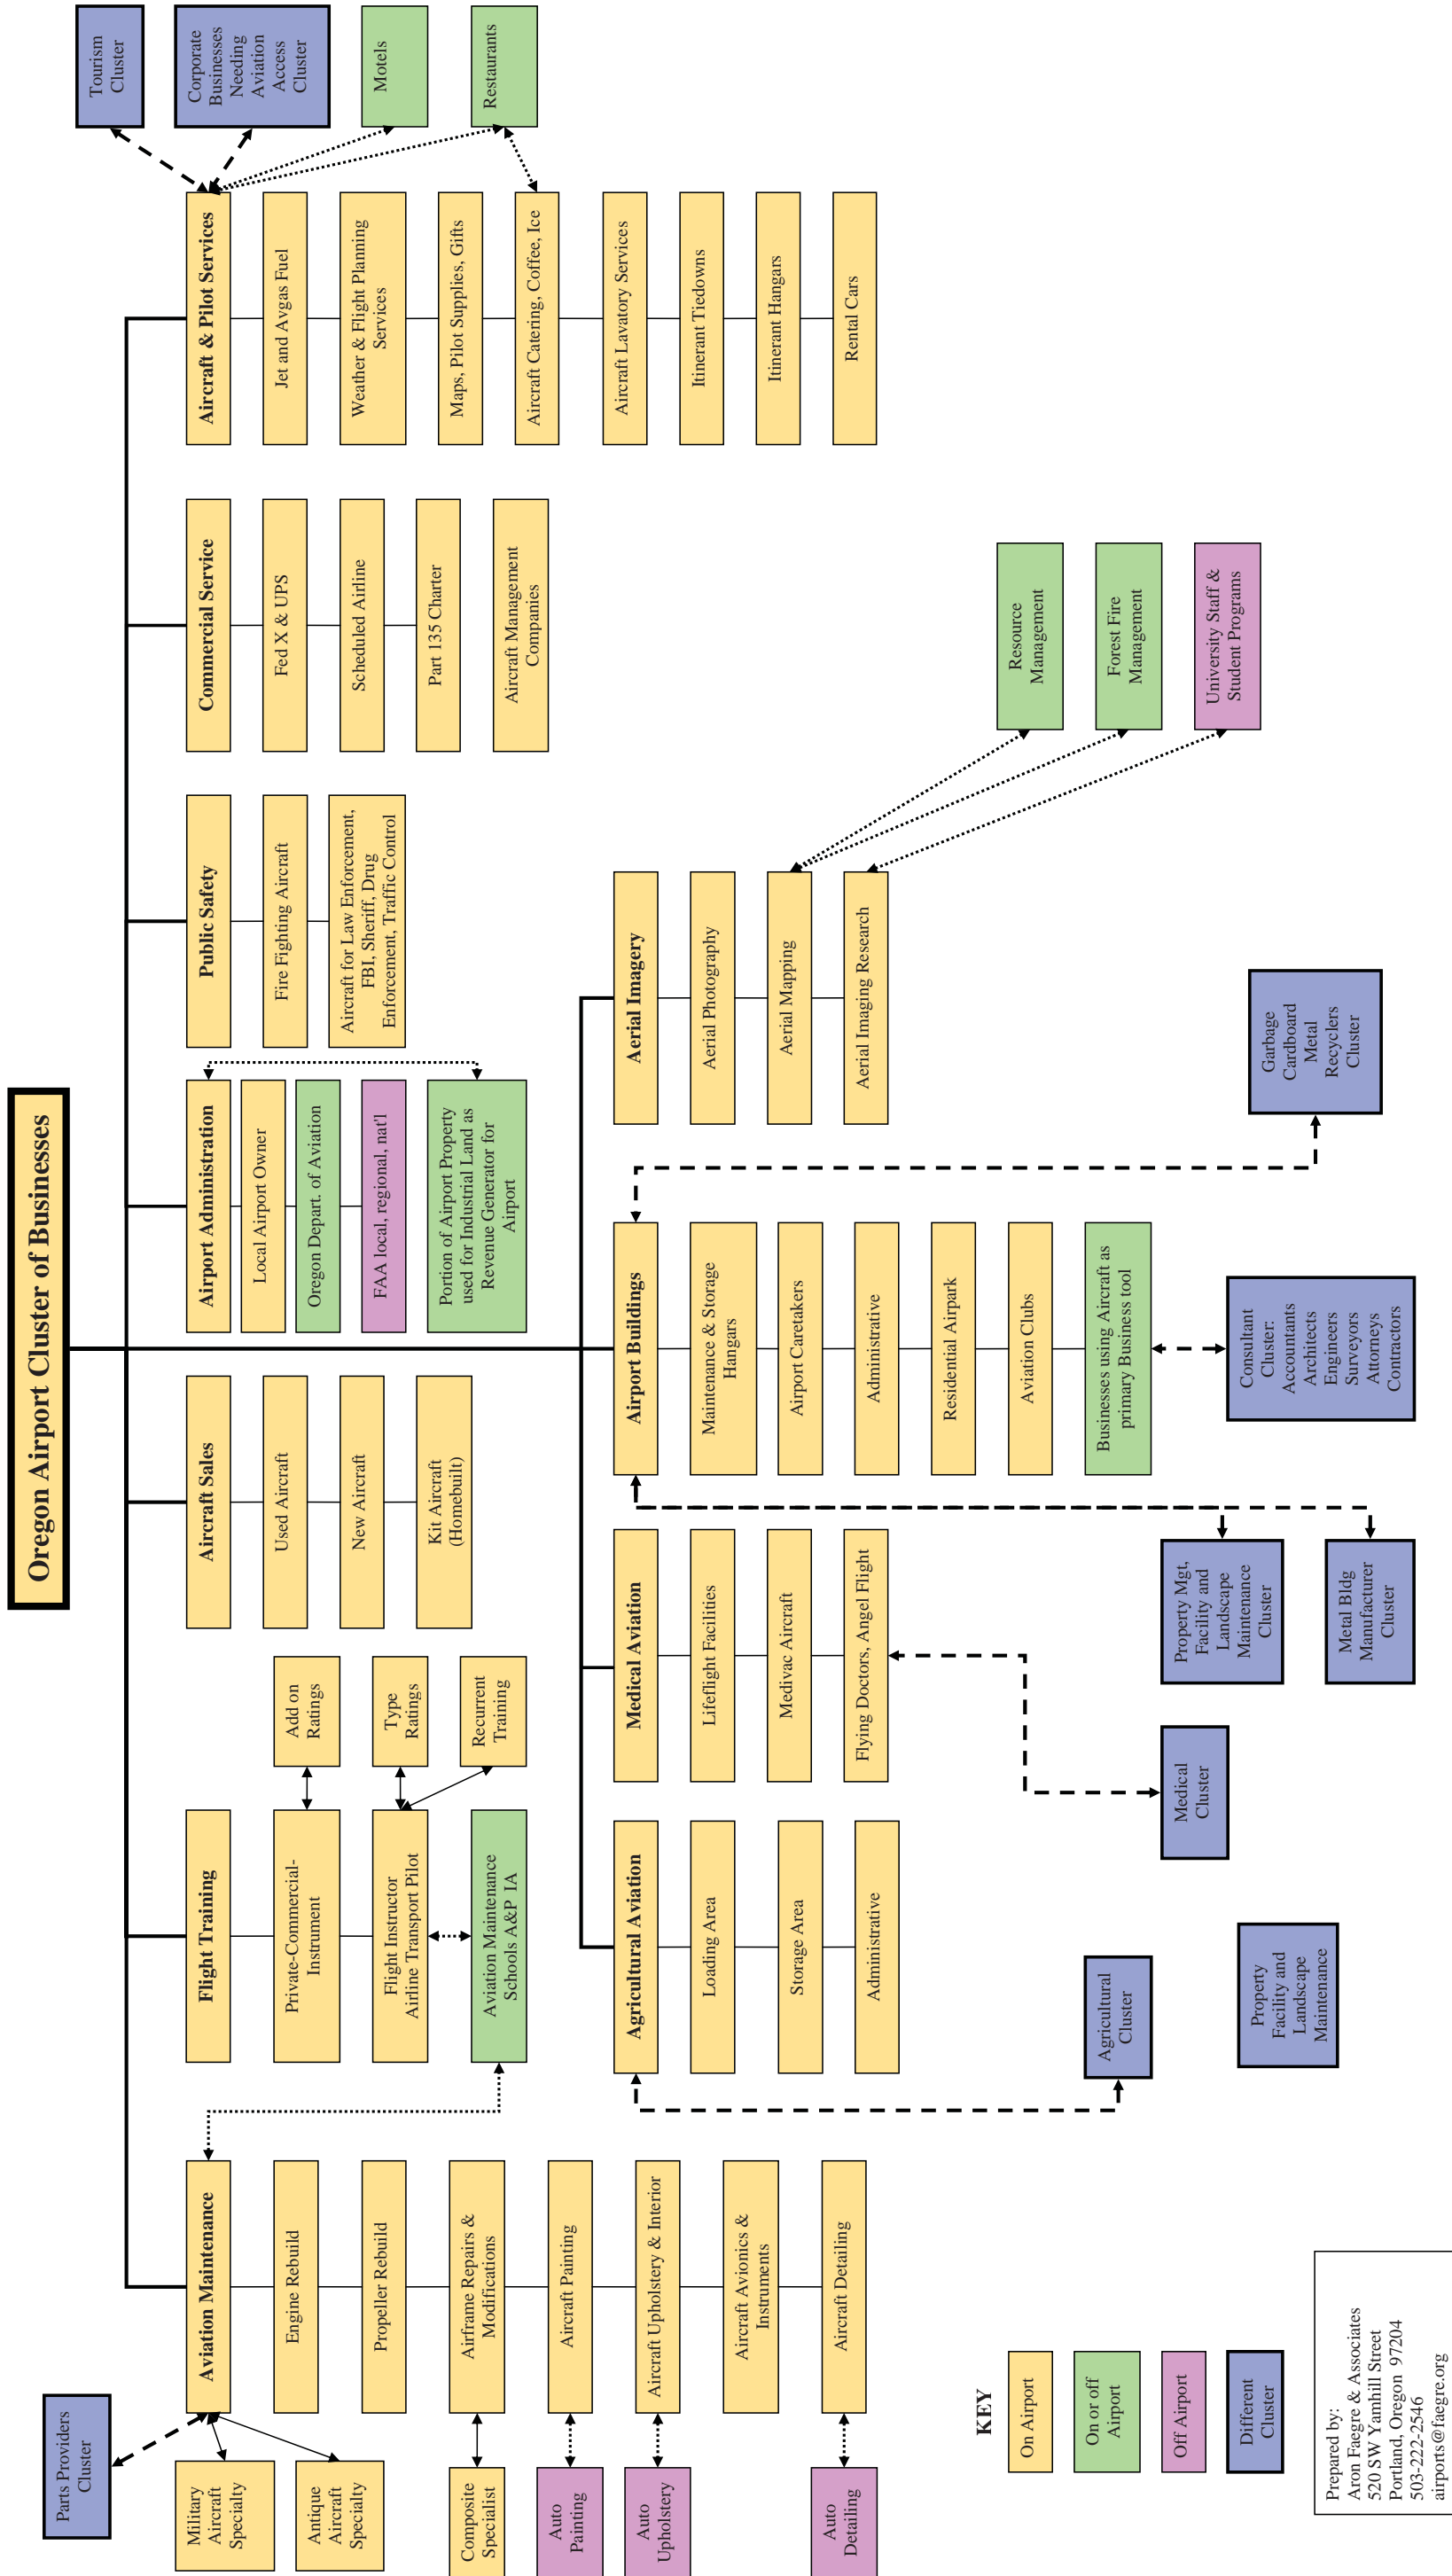 Oregon Airport Cluster of Businesses
Parts Providers
Cluster
Military
Aircraft
Specialty
Antique
Aircraft
Specialty
Composite
Specialist
Auto
Painting
Auto
Upholstery
Auto
Detailing
Aviation Maintenance
Engine Rebuild
Propeller Rebuild
Airframe Repairs &
Modifications
Aircraft Painting
Aircraft Upholstery & Interior
Aircraft Avionics &
Instruments
Aircraft Detailing
Flight Training
Private-Commercial-
Instrument
Flight Instructor
Airline Transport Pilot
Aviation Maintenance
Schools A&P IA
Add on
Ratings
Type
Ratings
Recurrent
Training
Aircraft Sales
Used Aircraft
New Aircraft
Kit Aircraft
(Homebuilt)
Airport Administration
Local Airport Owner
Oregon Depart. of Aviation
FAA local, regional, nat'l
Portion of Airport Property
used for Industrial Land as
Revenue Generator for
Airport
Public Safety
Fire Fighting Aircraft
Aircraft for Law Enforcement,
FBI, Sheriff, Drug
Enforcement, Traffic Control
Commercial Service
Fed X & UPS
Scheduled Airline
Part 135 Charter
Aircraft Management
Companies
Aircraft & Pilot Services
Jet and Avgas Fuel
Weather & Flight Planning
Services
Maps, Pilot Supplies, Gifts
Aircraft Catering, Coffee, Ice
Aircraft Lavatory Services
Itinerant Tiedowns
Itinerant Hangars
Rental Cars
Tourism
Cluster
Corporate
Businesses
Needing
Aviation
Access
Cluster
Motels
Restaurants
Agricultural Aviation
Loading Area
Storage Area
Administrative
Medical Aviation
Lifeflight Facilities
Medivac Aircraft
Flying Doctors, Angel Flight
Airport Buildings
Maintenance & Storage
Hangars
Airport Caretakers
Administrative
Residential Airpark
Aviation Clubs
Businesses using Aircraft as
primary Business tool
Aerial Imagery
Aerial Photography
Aerial Mapping
Aerial Imaging Research
Resource
Management
Forest Fire
Management
University Staff &
Student Programs
Agricultural
Cluster
Property
Facility and
Landscape
Maintenance
Medical
Cluster
Property Mgt,
Facility and
Landscape
Maintenance
Cluster
Metal Bldg
Manufacturer
Cluster
Consultant
Cluster:
Accountants
Architects
Engineers
Surveyors
Attorneys
Contractors
Garbage
Cardboard
Metal
Recyclers
Cluster
KEY
On Airport
On or off
Airport
Off Airport
Different
Cluster
Prepared by:
Aron Faegre & Associates
520 SW Yamhill Street
Portland, Oregon 97204
503-222-2546
airports@faegre.org